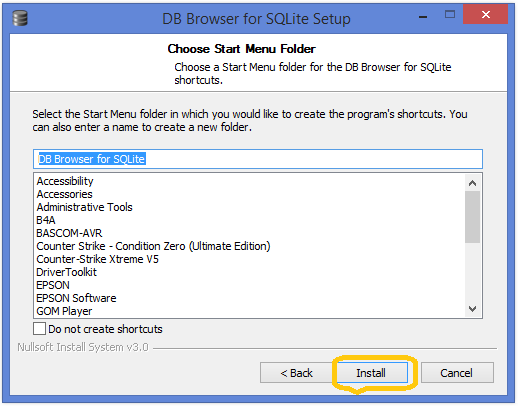 DB Browser for SQLite Setup
Choose Start Menu Folder
Choose a Start Menu folder for the DB Browser for SQLite
shortcuts.
Select the Start Menu folder in which you would like to create the program's shortcuts. You
can also enter a name to create a new folder.
DB Browser for SQLite
Accessibility
Accessories
Administrative Tools
B4A
BASCOM-AVR
Counter Strike - Condition Zero (Ultimate Edition)
Counter-Strike Xtreme V5
DriverToolkit
EPSON
EPSON Software
GOM Player
Do not create shortcuts
Nullsoft Install System v3.0
< Back Install Cancel